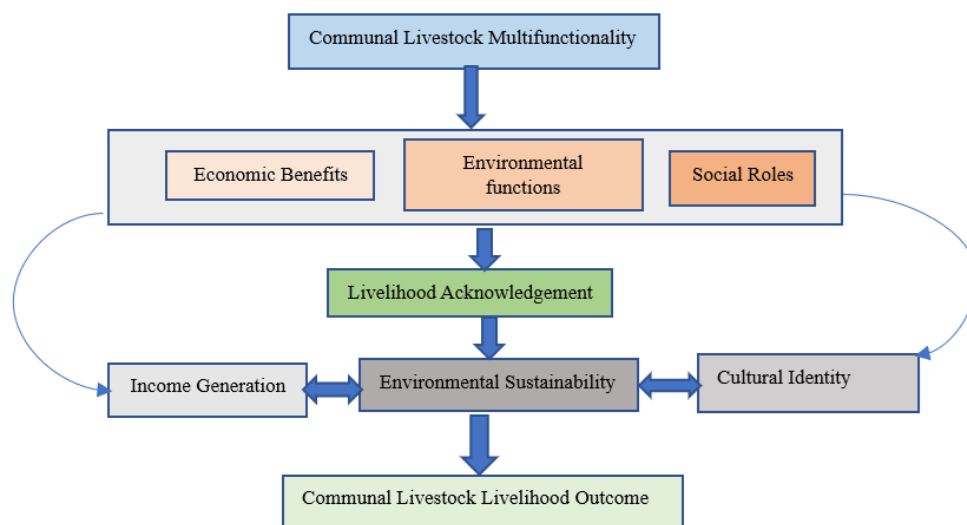 Communal Livestock Multifunctionality
Economic Benefits
Environmental
functions
Social Roles
Livelihood Acknowledgement
Income Generation
Environmental Sustainability
Cultural Identity
Communal Livestock Livelihood Outcome